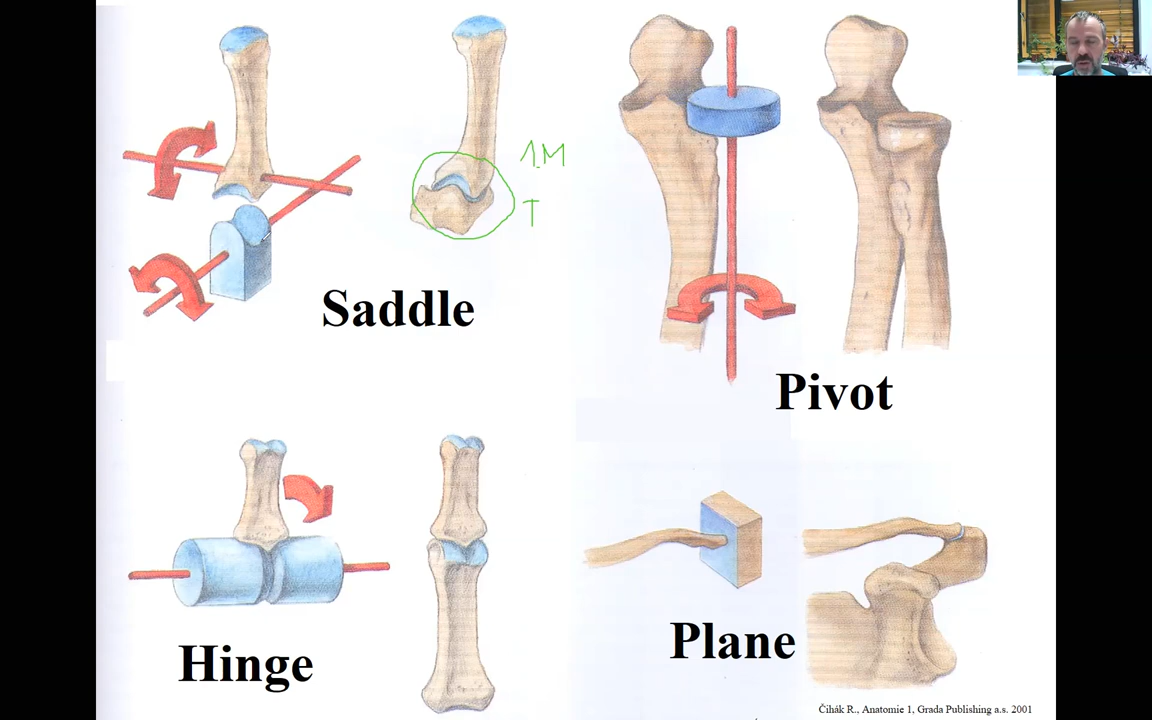 1.M
T
Saddle
Pivot
Hinge
Plane
Čihák R., Anatomie 1, Grada Publishing a.s. 2001